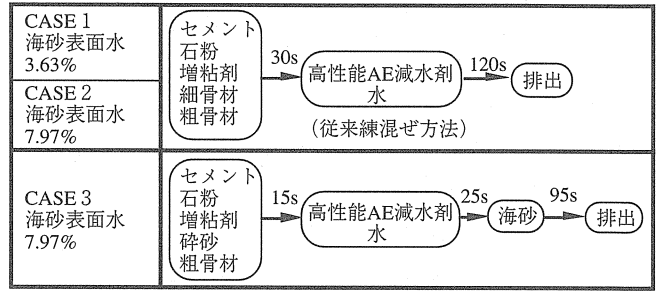 CASE 1
海砂表面水
3.63%
セメント
石粉
増粘剤
細骨材
粗骨材
30s
高性能AE減水剤
水
120s
排出
(従来練混ぜ方法)
CASE 2
海砂表面水
7.97%
CASE 3
海砂表面水
7.97%
セメント
石粉
増粘剤
砕砂
粗骨材
15s
高性能AE減水剤
水
25s
海砂
95s
排出